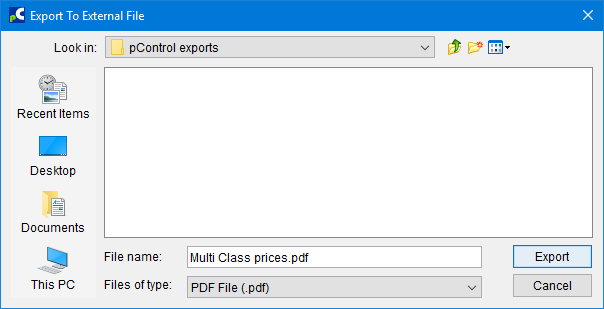 pC Export To External File
Look in: pControl exports
Recent Items
Desktop
Documents
This PC
File name: Multi Class prices.pdf Export
Files of type: PDF File (.pdf) Cancel